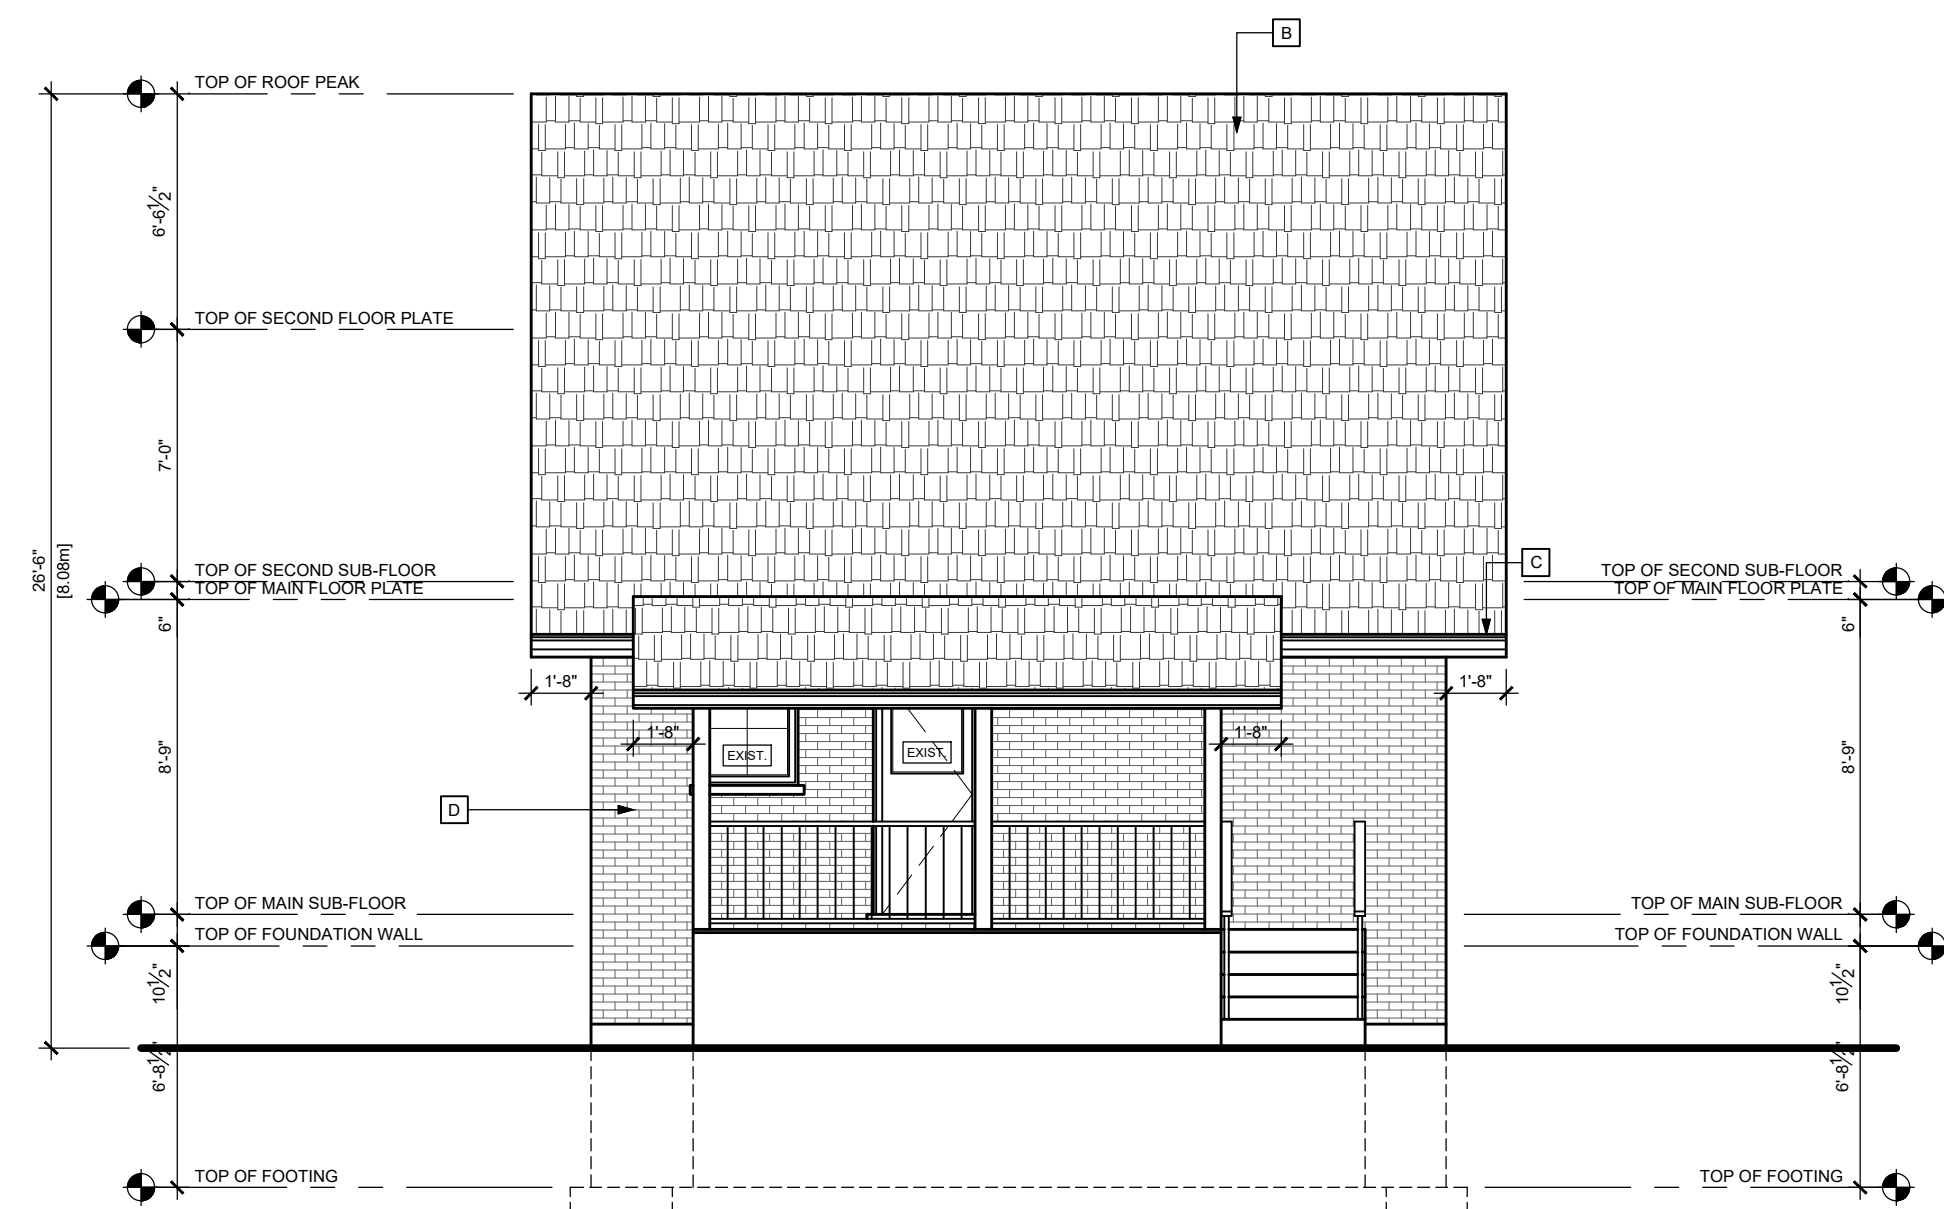 B
TOP OF ROOF PEAK
6'-6½"
TOP OF SECOND FLOOR PLATE
7'-0"
26'-6"
[8.08m]
TOP OF SECOND SUB-FLOOR
TOP OF MAIN FLOOR PLATE
6"
C
TOP OF SECOND SUB-FLOOR
TOP OF MAIN FLOOR PLATE
6"
1'-8"
1'-8"
1'-8"
1'-8"
EXIST.
EXIST.
8'-9"
8'-9"
D
TOP OF MAIN SUB-FLOOR
TOP OF FOUNDATION WALL
10½"
TOP OF MAIN SUB-FLOOR
TOP OF FOUNDATION WALL
10½"
6'-8½"
6'-8½"
TOP OF FOOTING
TOP OF FOOTING